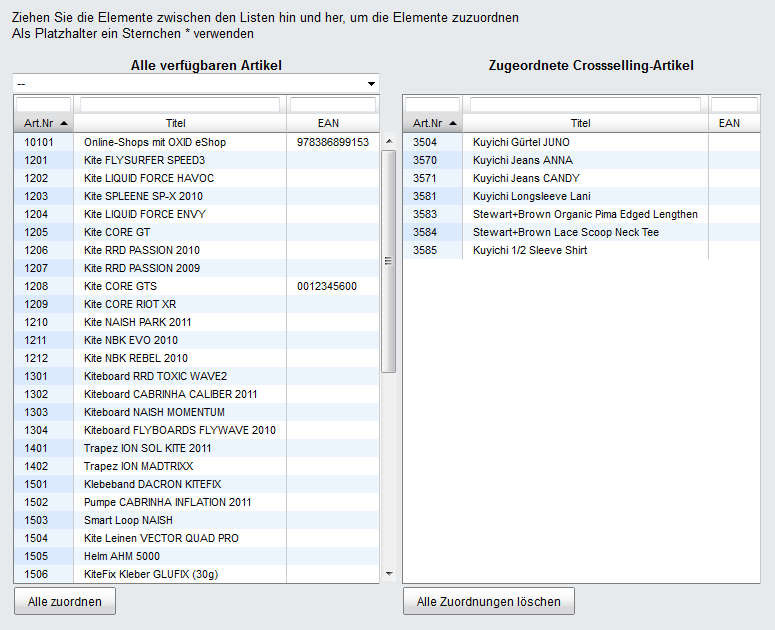 Ziehen Sie die Elemente zwischen den Listen hin und her, um die Elemente zuzuordnen
Als Platzhalter ein Sternchen * verwenden
Alle verfügbaren Artikel
--
Art.Nr Titel EAN
10101 Online-Shops mit OXID eShop 978386899153
1201 Kite FLYSURFER SPEED3
1202 Kite LIQUID FORCE HAVOC
1203 Kite SPLEENE SP-X 2010
1204 Kite LIQUID FORCE ENVY
1205 Kite CORE GT
1206 Kite RRD PASSION 2010
1207 Kite RRD PASSION 2009
1208 Kite CORE GTS 0012345600
1209 Kite CORE RIOT XR
1210 Kite NAISH PARK 2011
1211 Kite NBK EVO 2010
1212 Kite NBK REBEL 2010
1301 Kiteboard RRD TOXIC WAVE2
1302 Kiteboard CABRINHA CALIBER 2011
1303 Kiteboard NAISH MOMENTUM
1304 Kiteboard FLYBOARDS FLYWAVE 2010
1401 Trapez ION SOL KITE 2011
1402 Trapez ION MADTRIXX
1501 Klebeband DACRON KITEFIX
1502 Pumpe CABRINHA INFLATION 2011
1503 Smart Loop NAISH
1504 Kite Leinen VECTOR QUAD PRO
1505 Helm AHM 5000
1506 KiteFix Kleber GLUFIX (30g)
Alle zuordnen
Zugeordnete Crossselling-Artikel
Art.Nr Titel EAN
3504 Kuyichi Gürtel JUNO
3570 Kuyichi Jeans ANNA
3571 Kuyichi Jeans CANDY
3581 Kuyichi Longsleeve Lani
3583 Stewart+Brown Organic Pima Edged Lengthen
3584 Stewart+Brown Lace Scoop Neck Tee
3585 Kuyichi 1/2 Sleeve Shirt
Alle Zuordnungen löschen